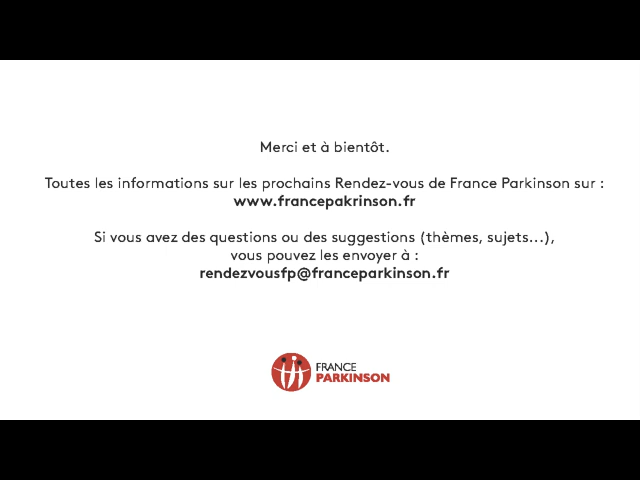 Merci et à bientôt.
Toutes les informations sur les prochains Rendez-vous de France Parkinson sur :
www.francepakrinson.fr
Si vous avez des questions ou des suggestions (thèmes, sujets...),
vous pouvez les envoyer à :
rendezvousfp@franceparkinson.fr
FRANCE
PARKINSON